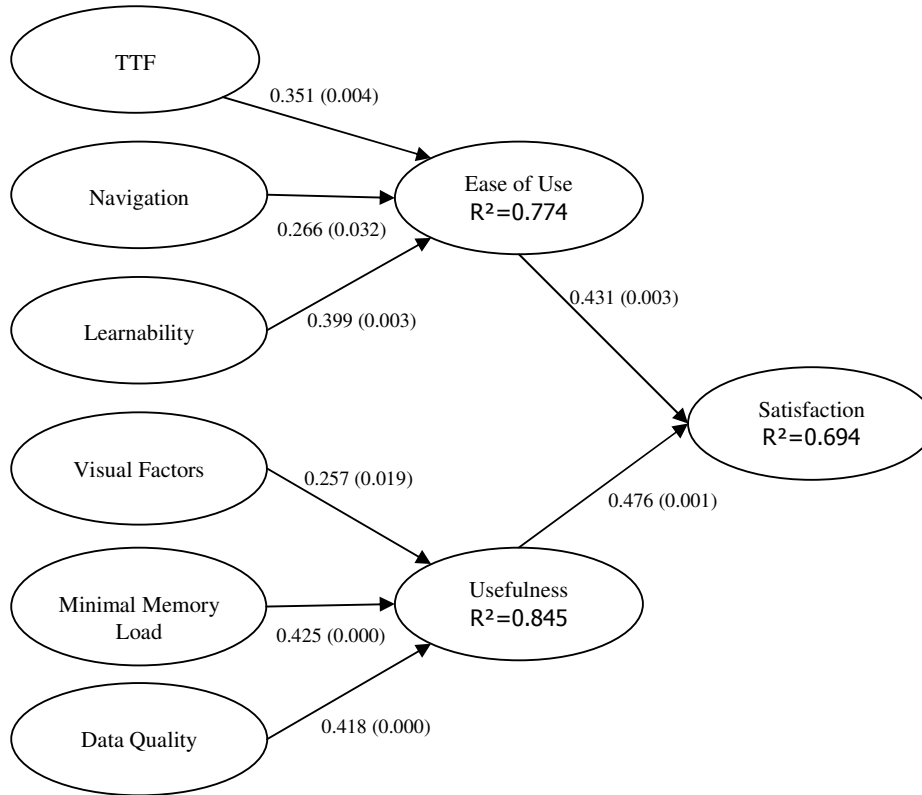 TTF
0.351 (0.004)
Navigation
0.266 (0.032)
Ease of Use
R²=0.774
Learnability
0.399 (0.003)
0.431 (0.003)
Satisfaction
R²=0.694
Visual Factors
0.257 (0.019)
0.476 (0.001)
Minimal Memory
Load
0.425 (0.000)
Usefulness
R²=0.845
Data Quality
0.418 (0.000)